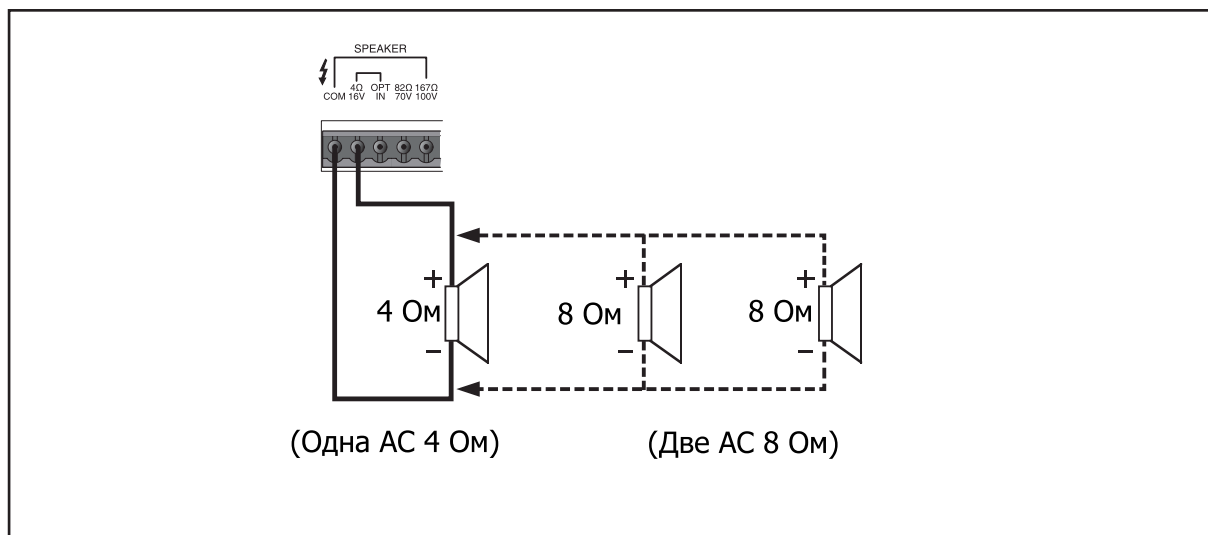 SPEAKER
4Ω OPT 82Ω 167Ω
COM 16V IN 70V 100V
+ + +
4 Ом 8 Ом 8 Ом
− − −
(Одна АС 4 Ом) (Две АС 8 Ом)